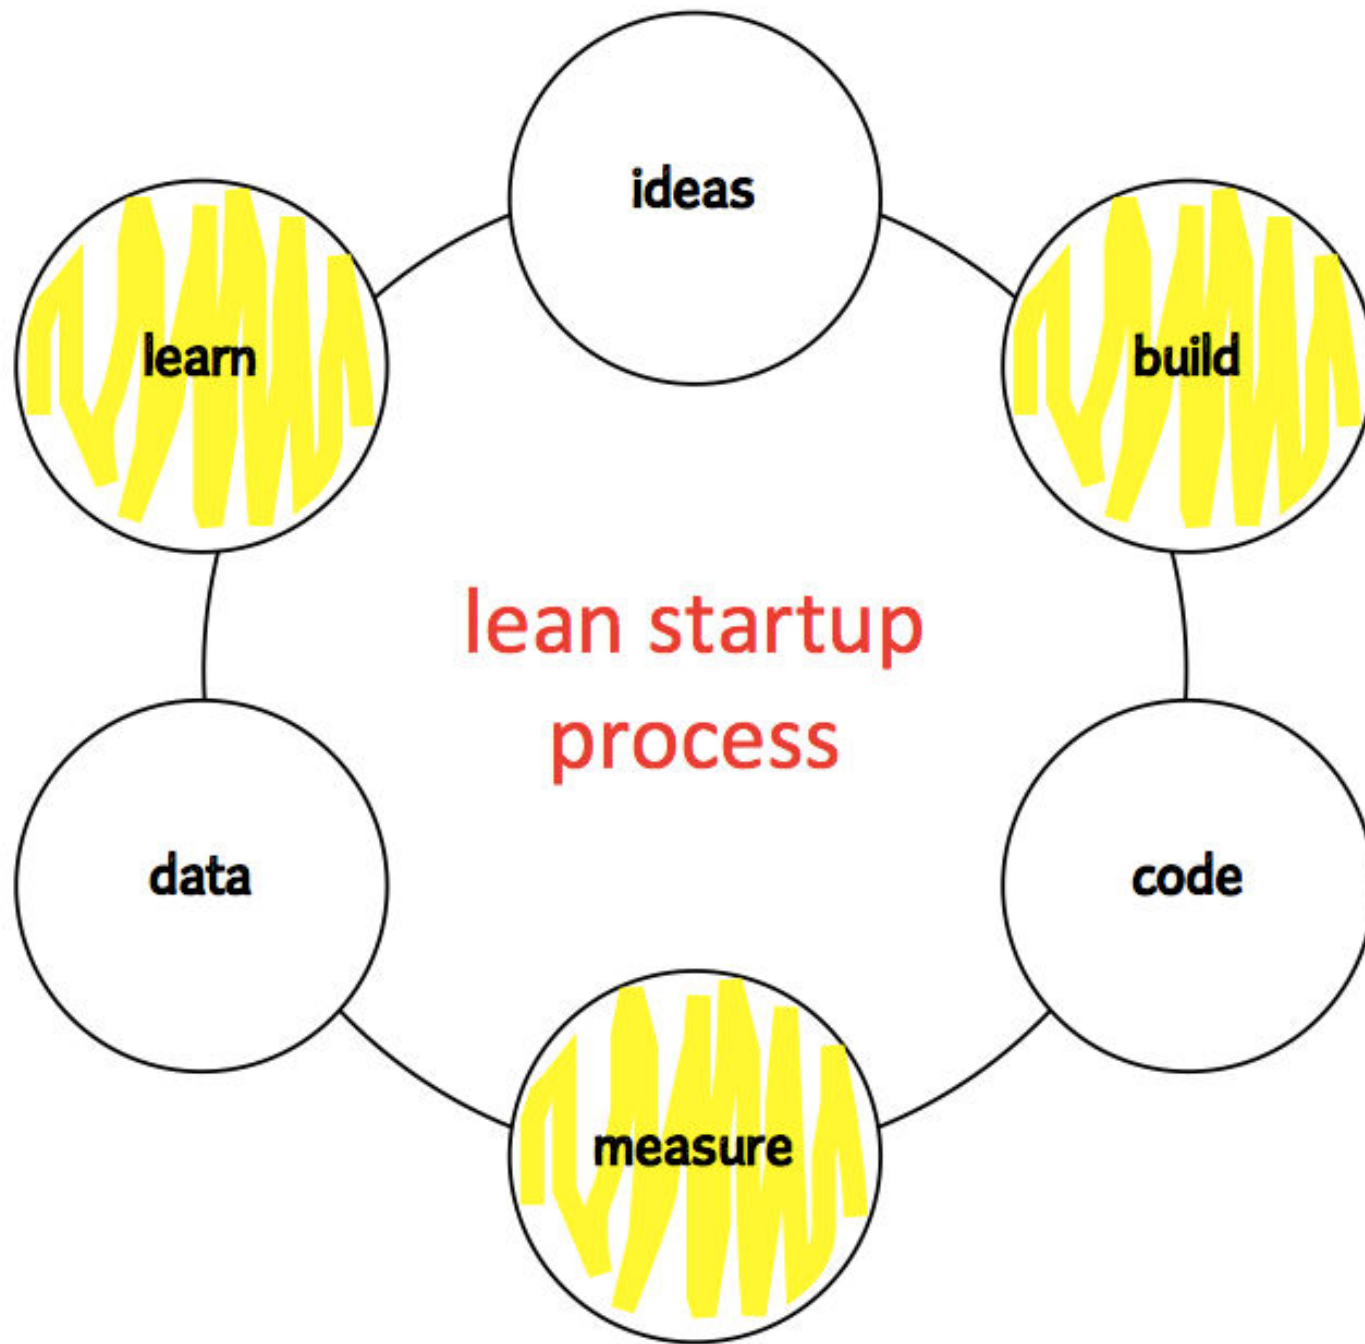 ideas
learn
build
lean startup
process
data
code
measure